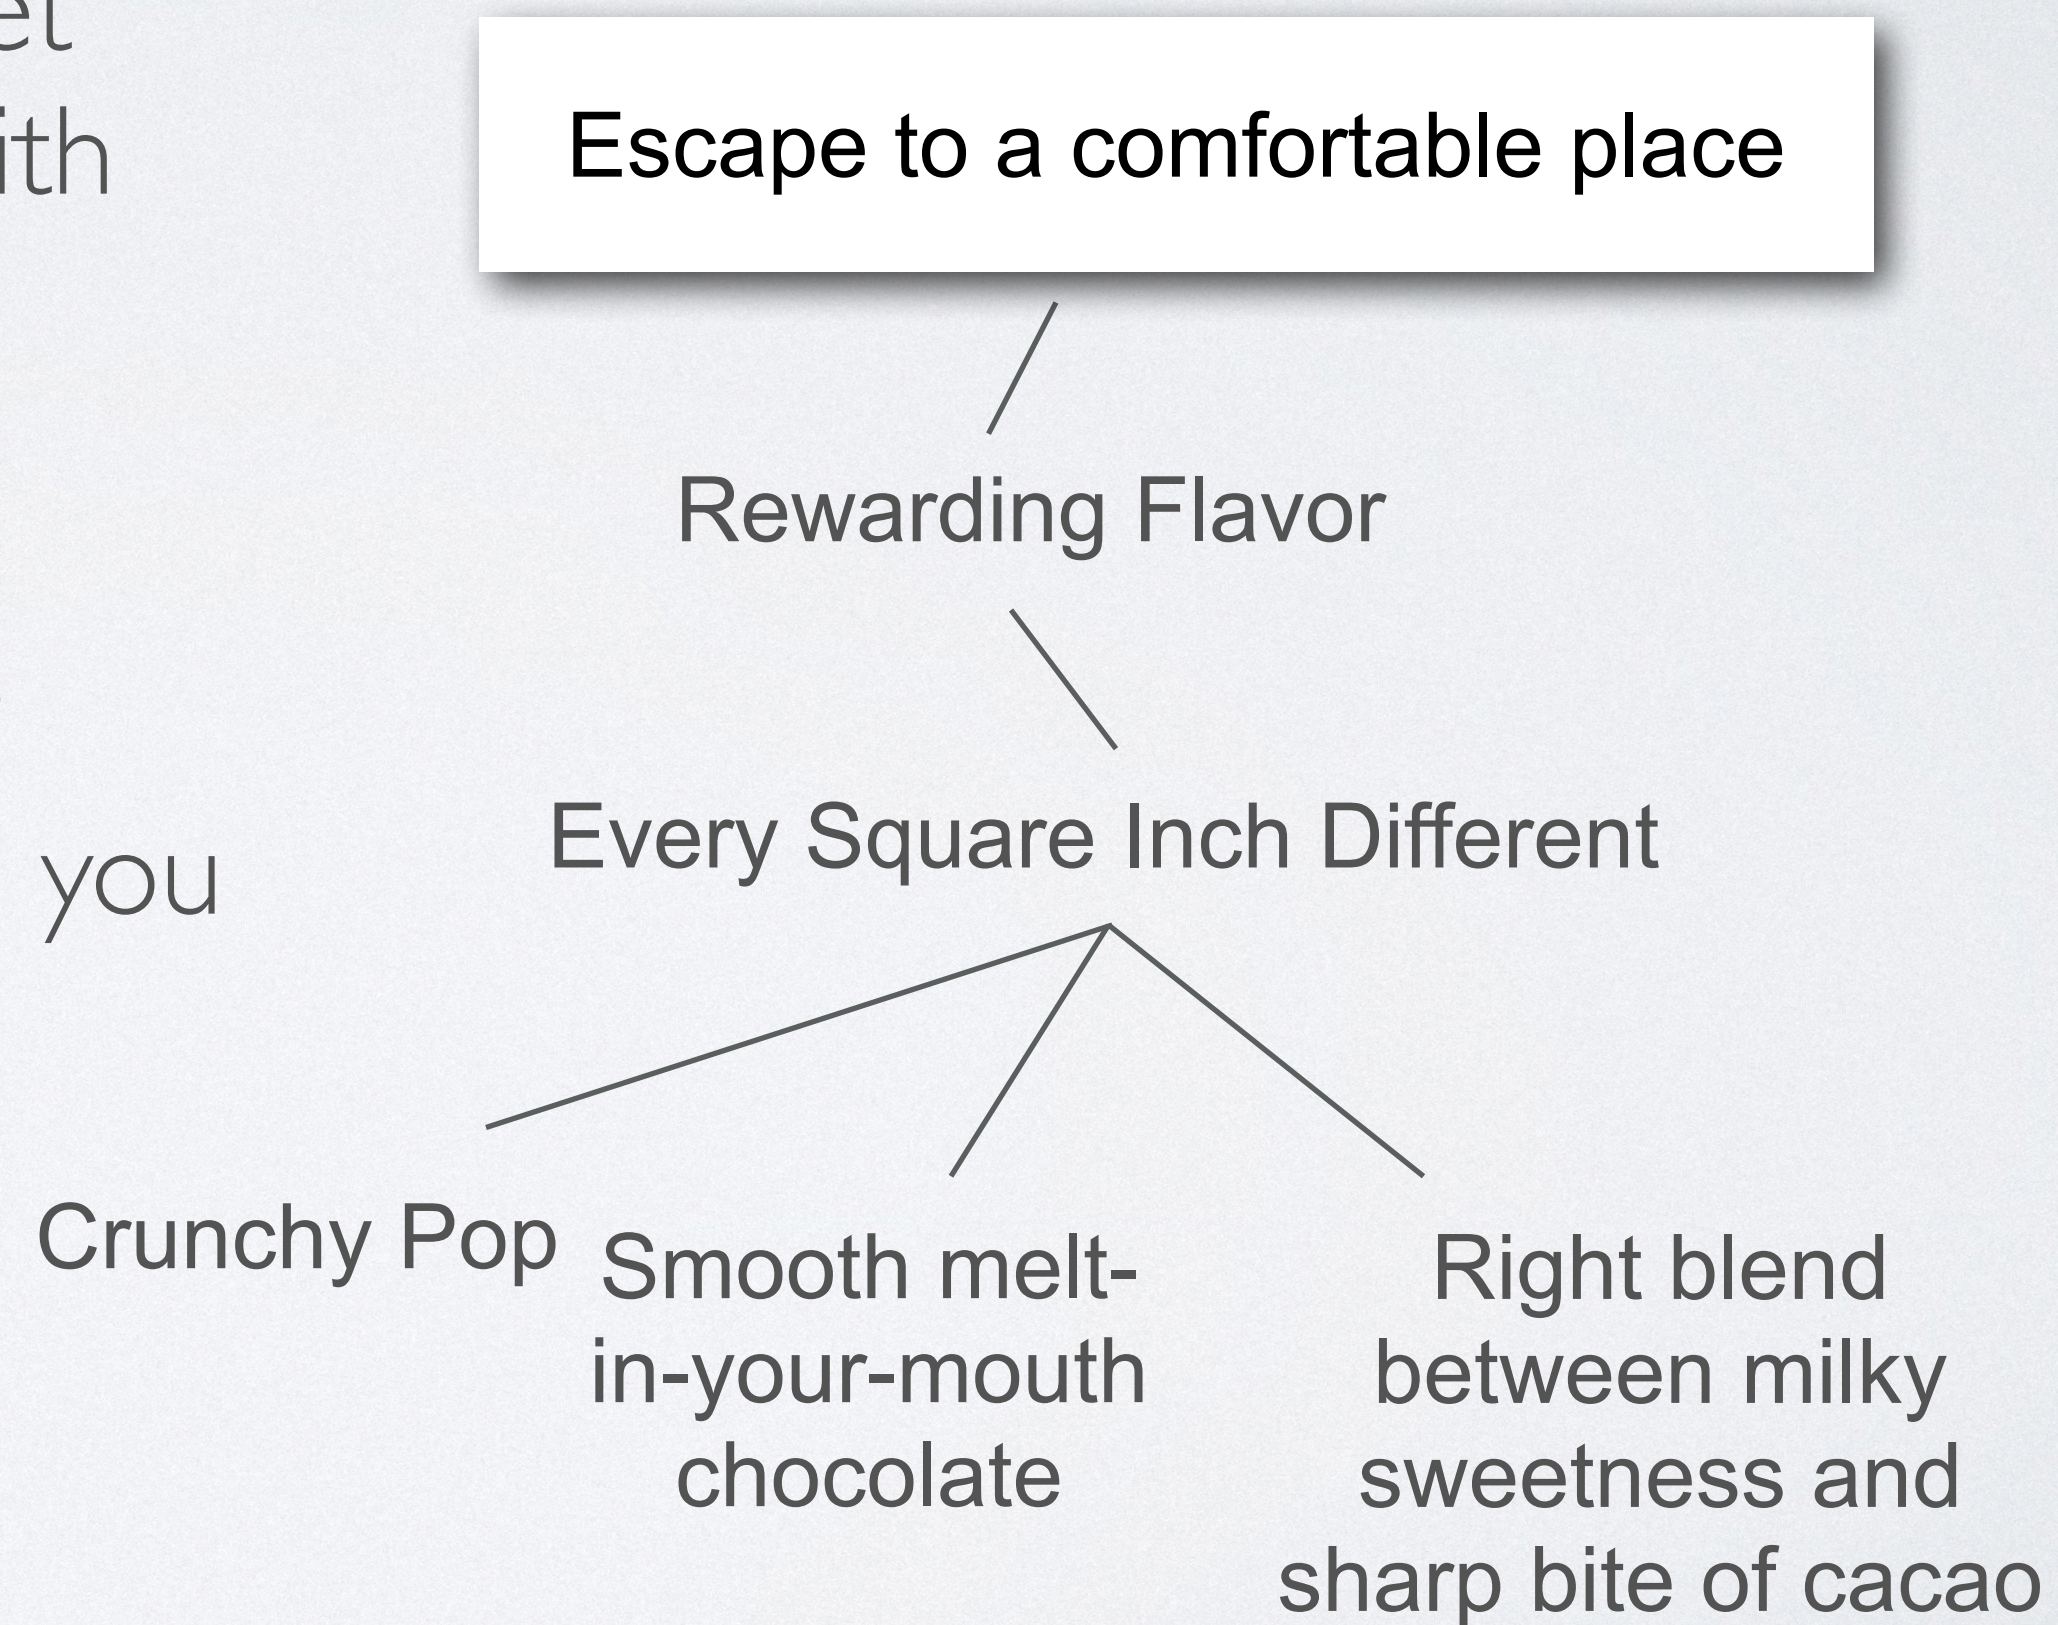 Escape to a comfortable place
Rewarding Flavor
Every Square Inch Different
you
Crunchy Pop
Smooth melt-
in-your-mouth
chocolate
Right blend
between milky
sweetness and
sharp bite of cacao